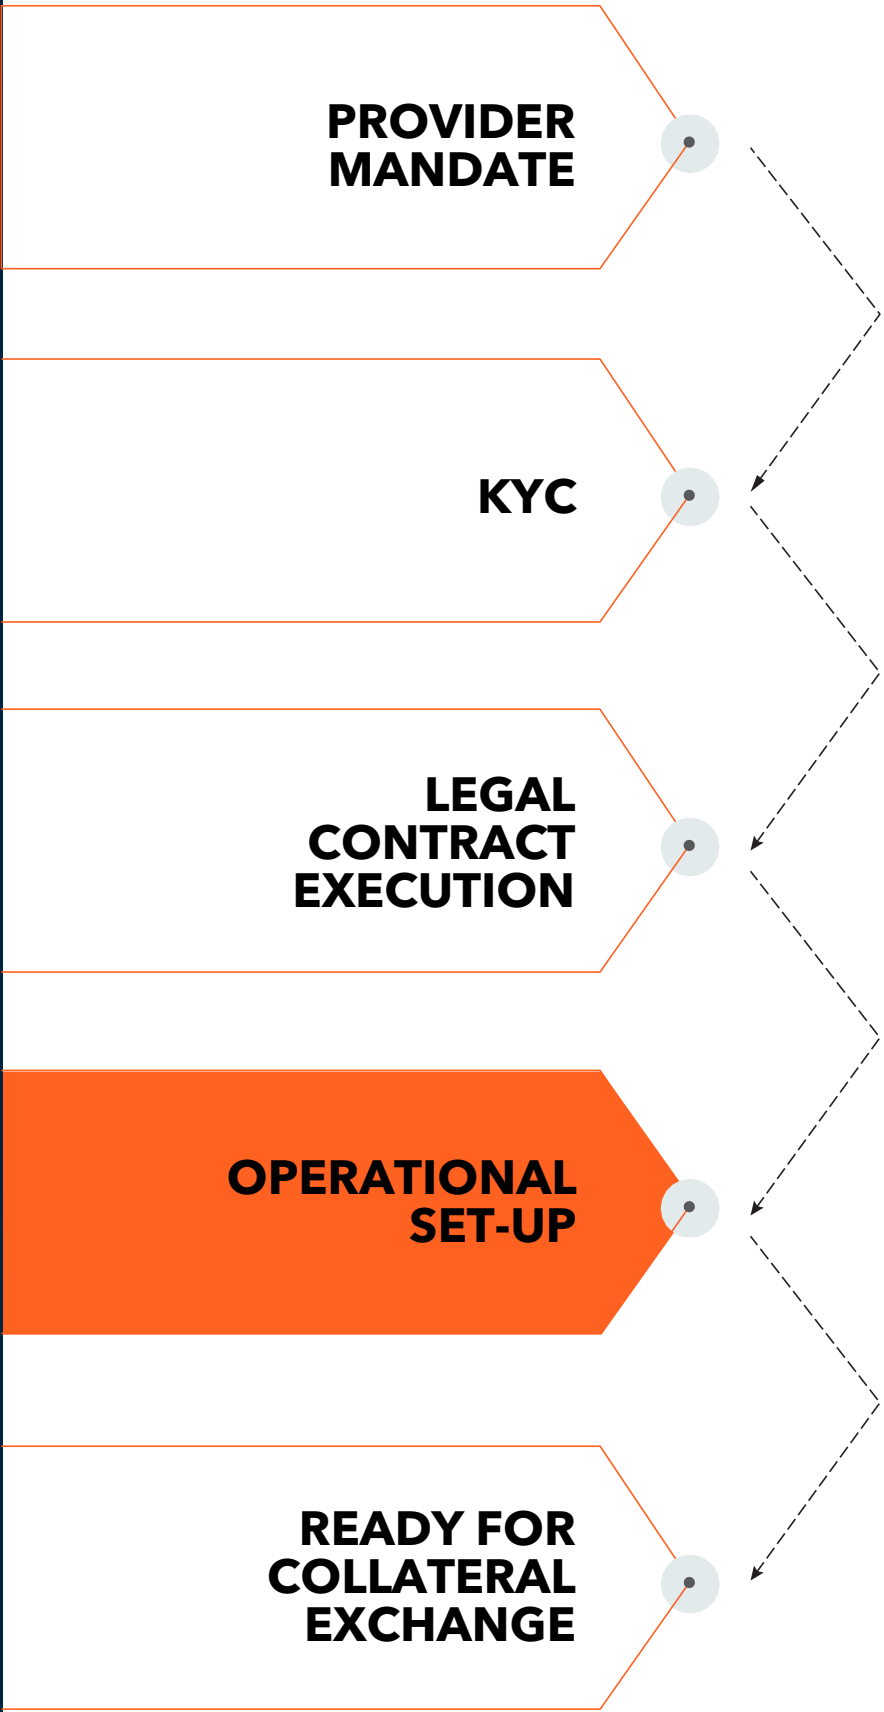 PROVIDER
MANDATE
KYC
LEGAL
CONTRACT
EXECUTION
OPERATIONAL
SET-UP
READY FOR
COLLATERAL
EXCHANGE